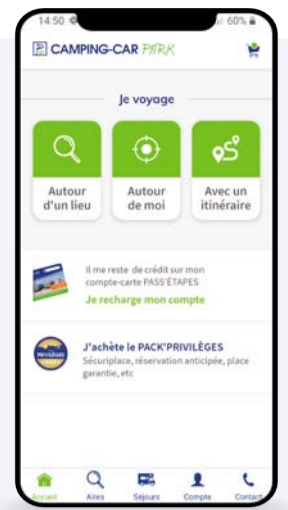 14:50
60%
CAMPING-CAR PARK
Je voyage
Autour
d'un lieu
Autour
de moi
Avec un
itinéraire
Il me reste de crédit sur mon
compte-carte PASS'ÉTAPES
Je recharge mon compte
PRIVILÈGES
J'achète le PACK'PRIVILÈGES
Sécuriplace, réservation anticipée, place
garantie, etc
Accueil
Aires
Séjours
Compte
Contact